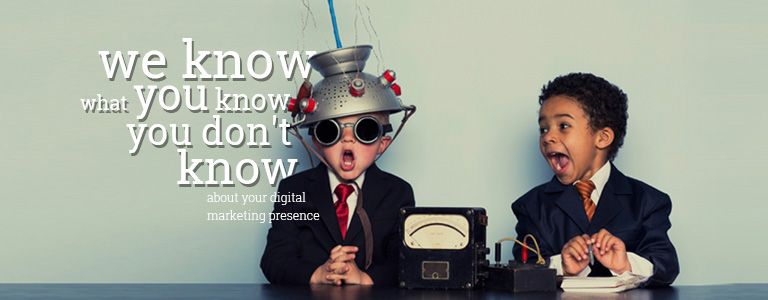 we know
what you know
you don't
know
about your digital
marketing presence